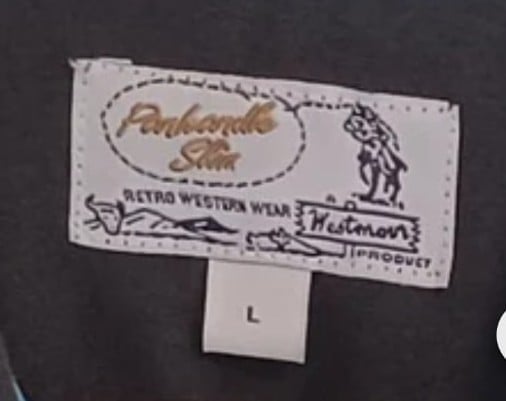 Panhandle
Slim
RETRO WESTERN WEAR
Westmoor
PRODUCT
L